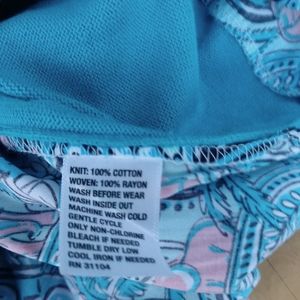 KNIT: 100% COTTON
WOVEN: 100% RAYON
WASH BEFORE WEAR
WASH INSIDE OUT
MACHINE WASH COLD
GENTLE CYCLE
ONLY NON-CHLORINE
BLEACH IF NEEDED
TUMBLE DRY LOW
COOL IRON IF NEEDED
RN 31104